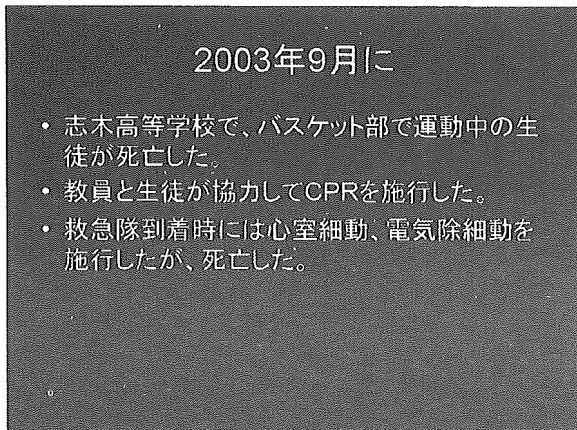 2003年9月に
• 志木高等学校で、バスケット部で運動中の生
徒が死亡した。
• 教員と生徒が協力してCPRを施行した。
• 救急隊到着時には心室細動、電気除細動を
施行したが、死亡した。